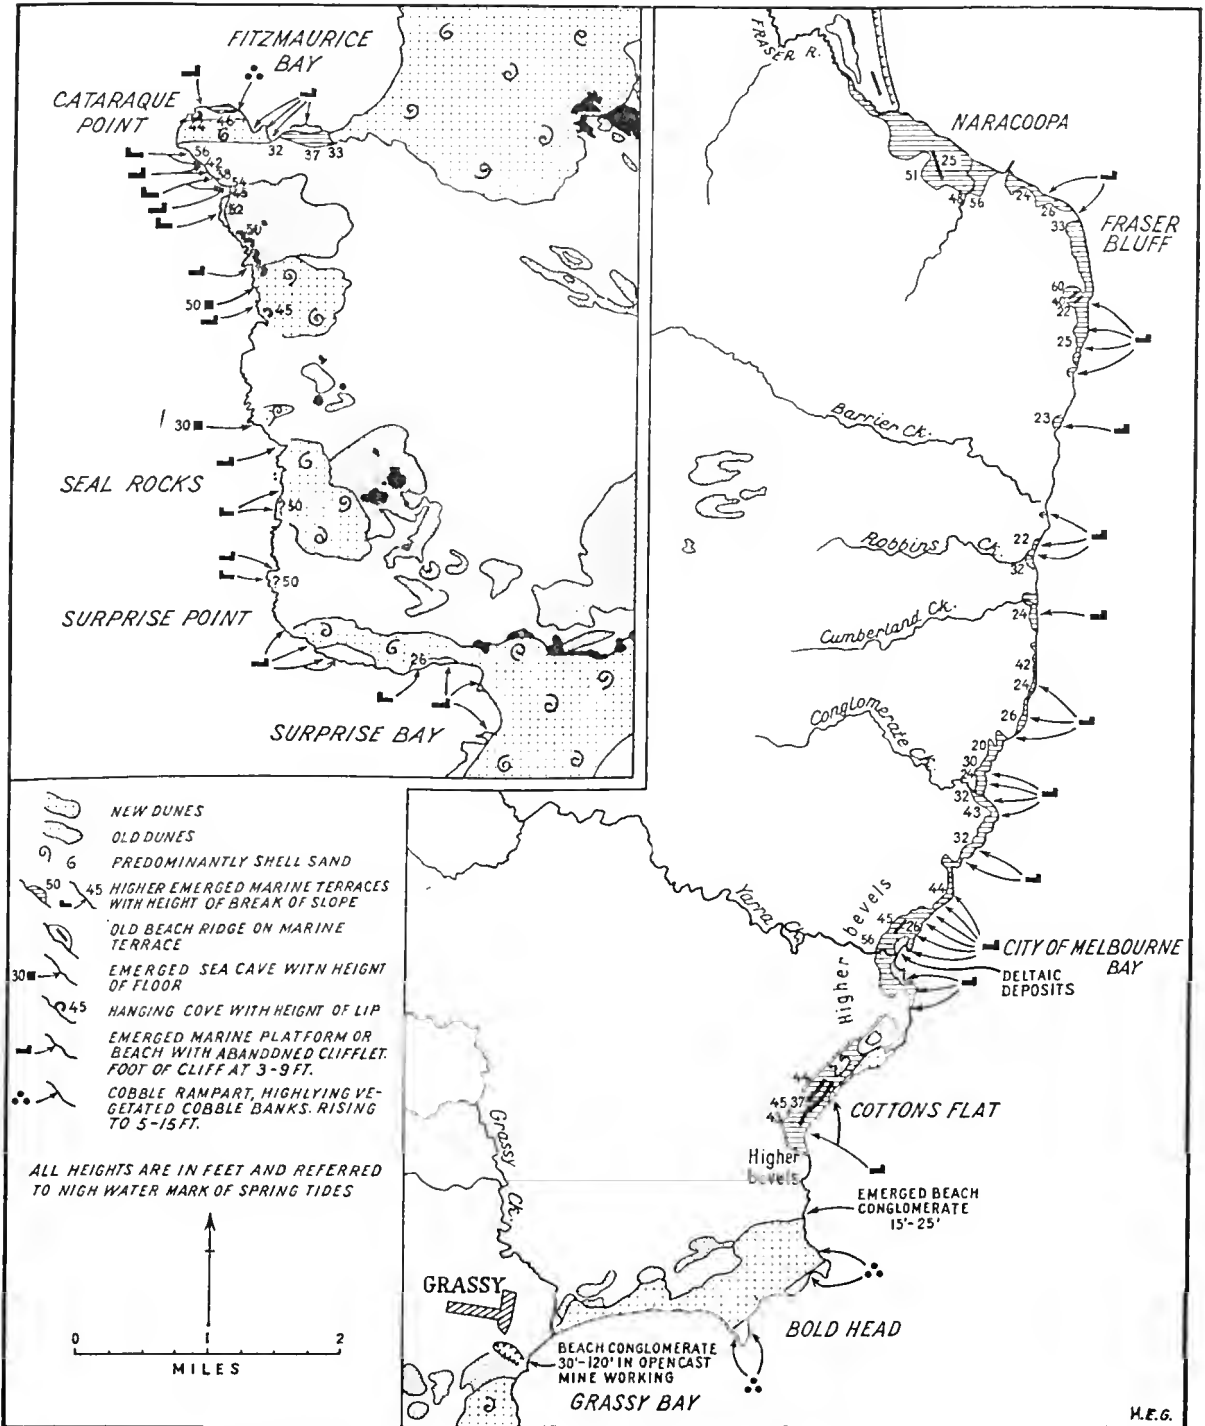 FITZMAURICE
BAY
CATARAQUE
POINT
44
46
32
37
33
56
42
54
52
50
50
45
30
SEAL ROCKS
50
50
SURPRISE POINT
26
SURPRISE BAY
FRASER R.
NARACOOPA
25
51
56
24
26
33
FRASER
BLUFF
60
40
22
25
23
Barrier Ck.
Robbins Ck.
22
32
Cumberland Ck.
24
42
24
26
Conglomerate Ck.
20
30
24
32
43
32
44
Yarra Ck.
Higher bevels
45
26
56
CITY OF MELBOURNE
BAY
DELTAIC
DEPOSITS
45 37
COTTONS FLAT
Higher
bevels
EMERGED BEACH
CONGLOMERATE
15'-25'
Grassy Ck.
GRASSY
BOLD HEAD
BEACH CONGLOMERATE
30'-120' IN OPENCAST
MINE WORKING
GRASSY BAY
H.E.G.
NEW DUNES
OLD DUNES
PREDOMINANTLY SHELL SAND
50 45 HIGHER EMERGED MARINE TERRACES
WITH HEIGHT OF BREAK OF SLOPE
OLD BEACH RIDGE ON MARINE
TERRACE
30 EMERGED SEA CAVE WITH HEIGHT
OF FLOOR
45 HANGING COVE WITH HEIGHT OF LIP
EMERGED MARINE PLATFORM OR
BEACH WITH ABANDONED CLIFFLET.
FOOT OF CLIFF AT 3-9 FT.
COBBLE RAMPART, HIGHLYING VE-
GETATED COBBLE BANKS. RISING
TO 5-15 FT.
ALL HEIGHTS ARE IN FEET AND REFERRED
TO HIGH WATER MARK OF SPRING TIDES
0 1 2
MILES